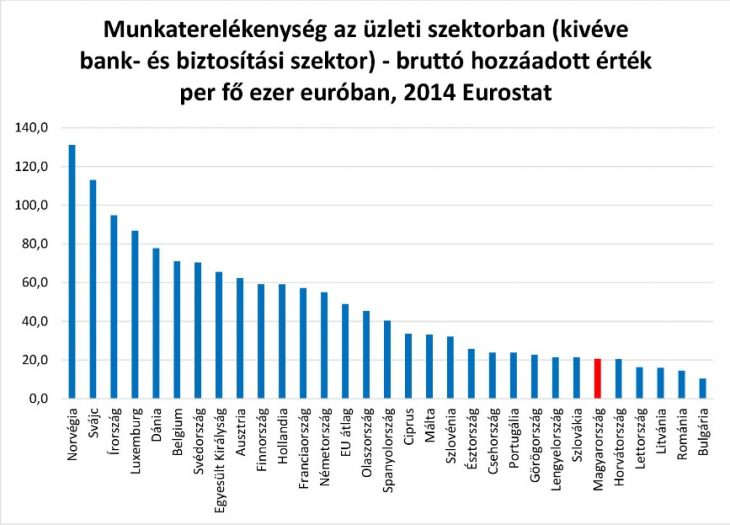 Munkaterelékenység az üzleti szektorban (kivéve
bank- és biztosítási szektor) - bruttó hozzáadott érték
per fő ezer euróban, 2014 Eurostat
140,0
120,0
100,0
80,0
60,0
40,0
20,0
0,0
Norvégia
Svájc
Írország
Luxemburg
Dánia
Belgium
Svédország
Egyesült Királyság
Ausztria
Finnország
Hollandia
Franciaország
Németország
EU átlag
Olaszország
Spanyolország
Ciprus
Málta
Szlovénia
Észtország
Csehország
Portugália
Görögország
Lengyelország
Szlovákia
Magyarország
Horvátország
Lettország
Litvánia
Románia
Bulgária